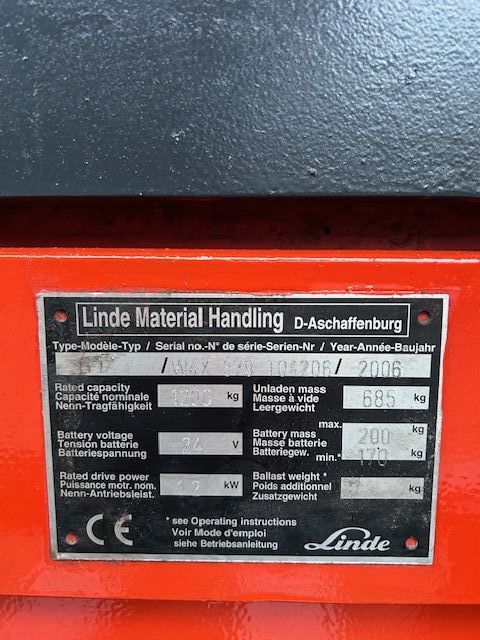 Linde Material Handling D-Aschaffenburg
Type-Modèle-Typ / Serial no.-N° de série-Serien-Nr / Year-Année-Baujahr
/ / 2006
Rated capacity
Capacité nominale
Nenn-Tragfähigkeit
1200 kg
Unladen mass
Masse à vide
Leergewicht
685 kg
Battery voltage
Tension batterie
Batteriespannung
24 V
max.
Battery mass
Masse batterie
Batteriegew. min.*
200 kg
170 kg
Rated drive power
Puissance motr. nom.
Nenn-Antriebsleist.
1.2 kW
Ballast weight *
Poids additionnel
Zusatzgewicht
kg
CE
* see Operating instructions
Voir Mode d'emploi
siehe Betriebsanleitung
Linde